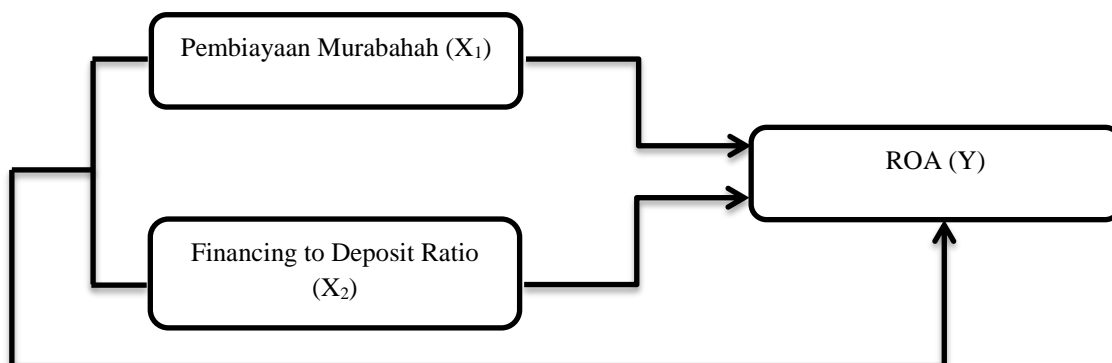 Pembiayaan Murabahah (X₁)
ROA (Y)
Financing to Deposit Ratio
(X₂)